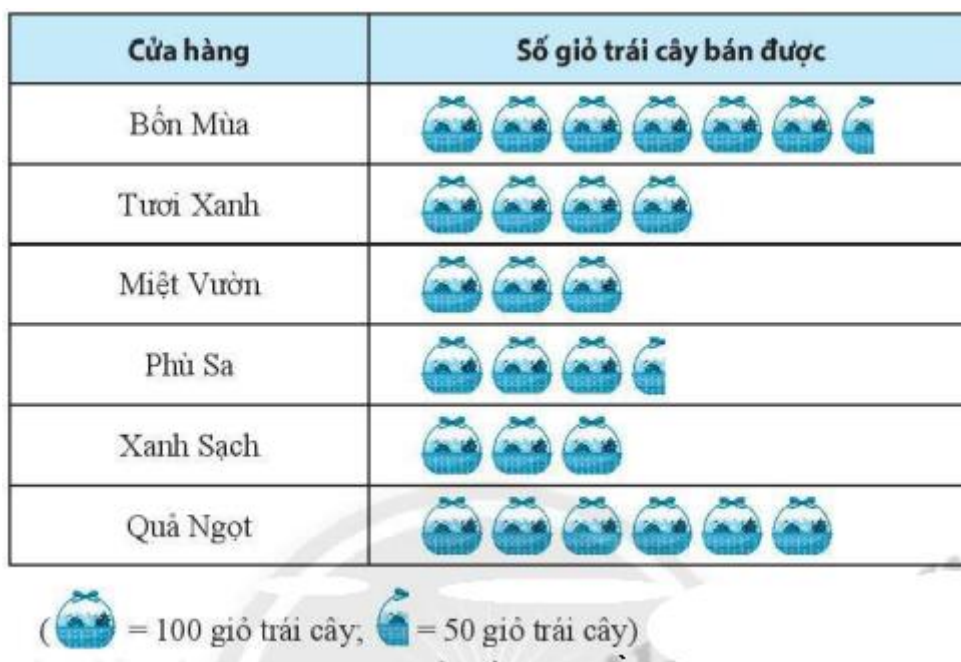 Cửa hàng Số giỏ trái cây bán được
Bốn Mùa
Tươi Xanh
Miệt Vườn
Phù Sa
Xanh Sạch
Quả Ngọt
( = 100 giỏ trái cây; = 50 giỏ trái cây)